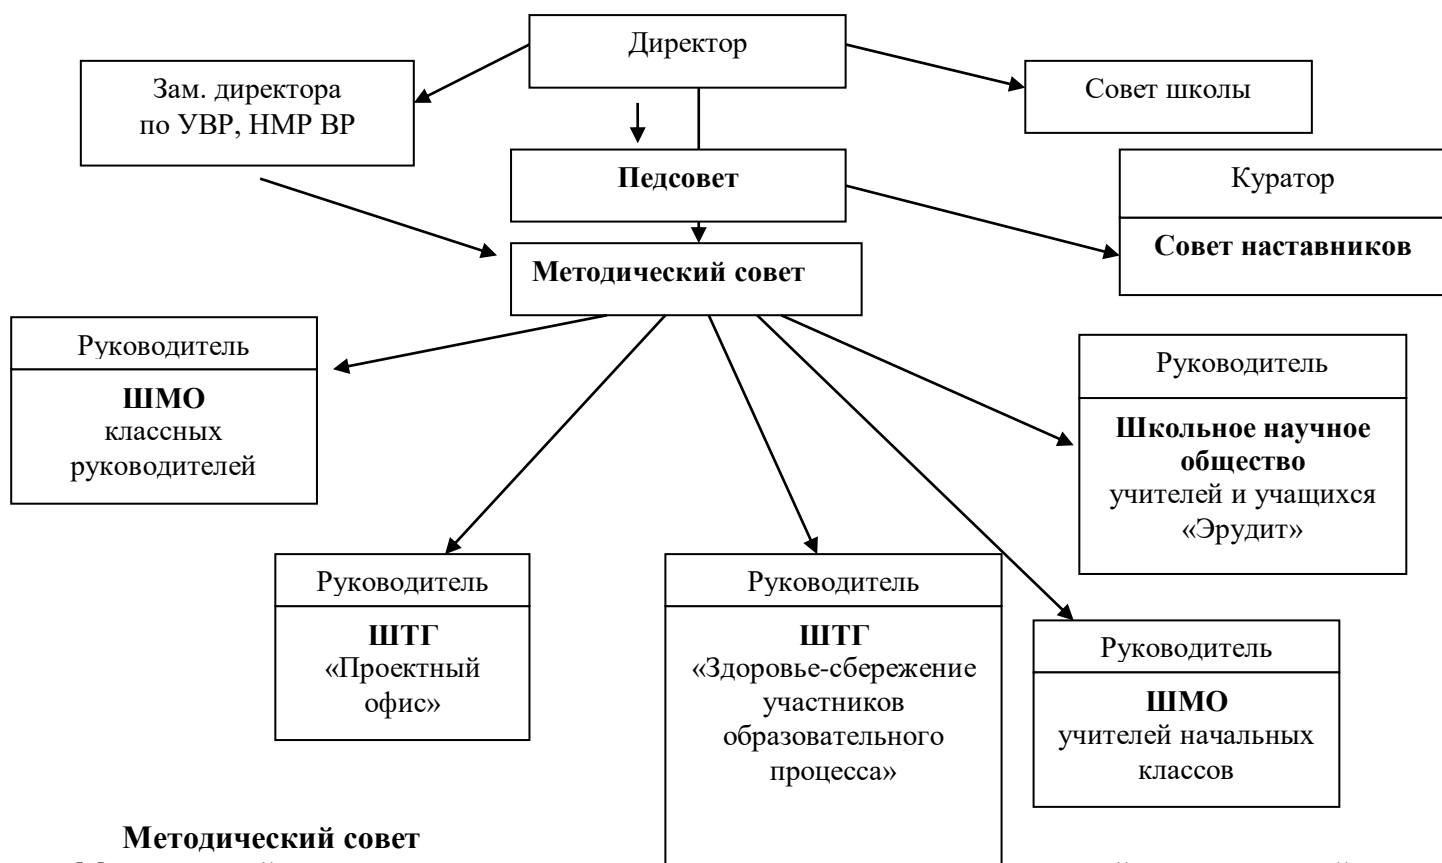 Директор
Зам. директора
по УВР, НМР ВР
Совет школы
Педсовет
Куратор
Совет наставников
Методический совет
Руководитель
ШМО
классных
руководителей
Руководитель
Школьное научное
общество
учителей и учащихся
«Эрудит»
Руководитель
ШТГ
«Проектный
офис»
Руководитель
ШТГ
«Здоровье-сбережение
участников
образовательного
процесса»
Руководитель
ШМО
учителей начальных
классов
Методический совет